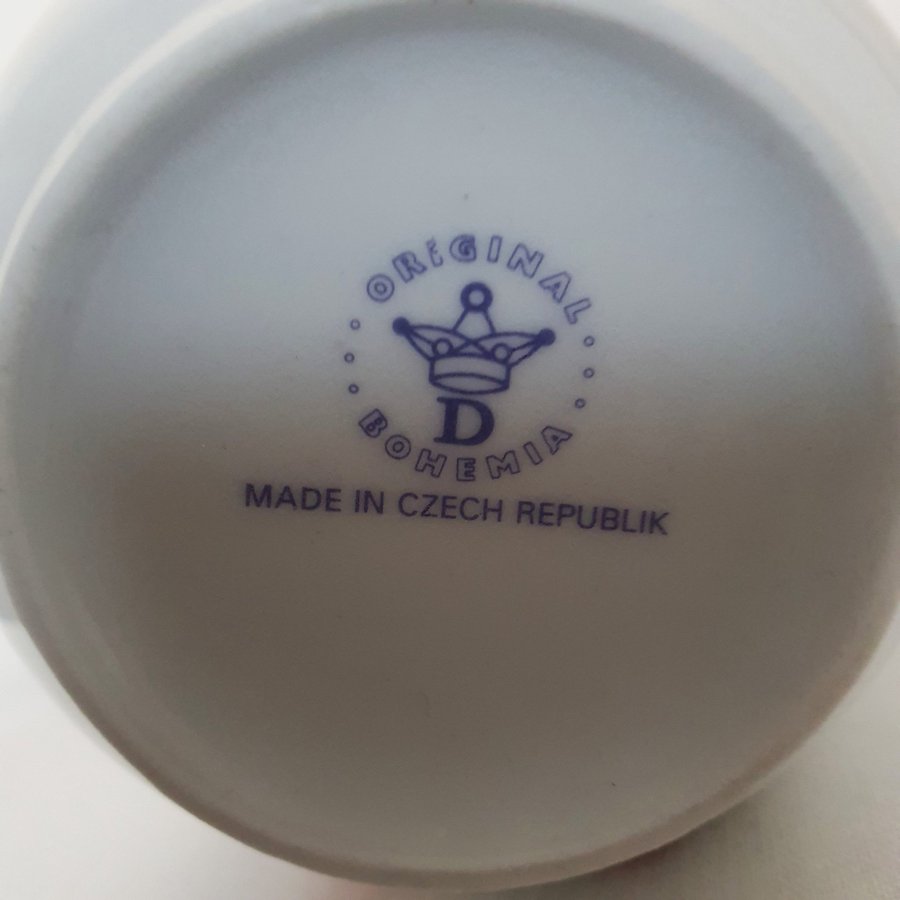 ORIGINAL
D
BOHEMIA
MADE IN CZECH REPUBLIK